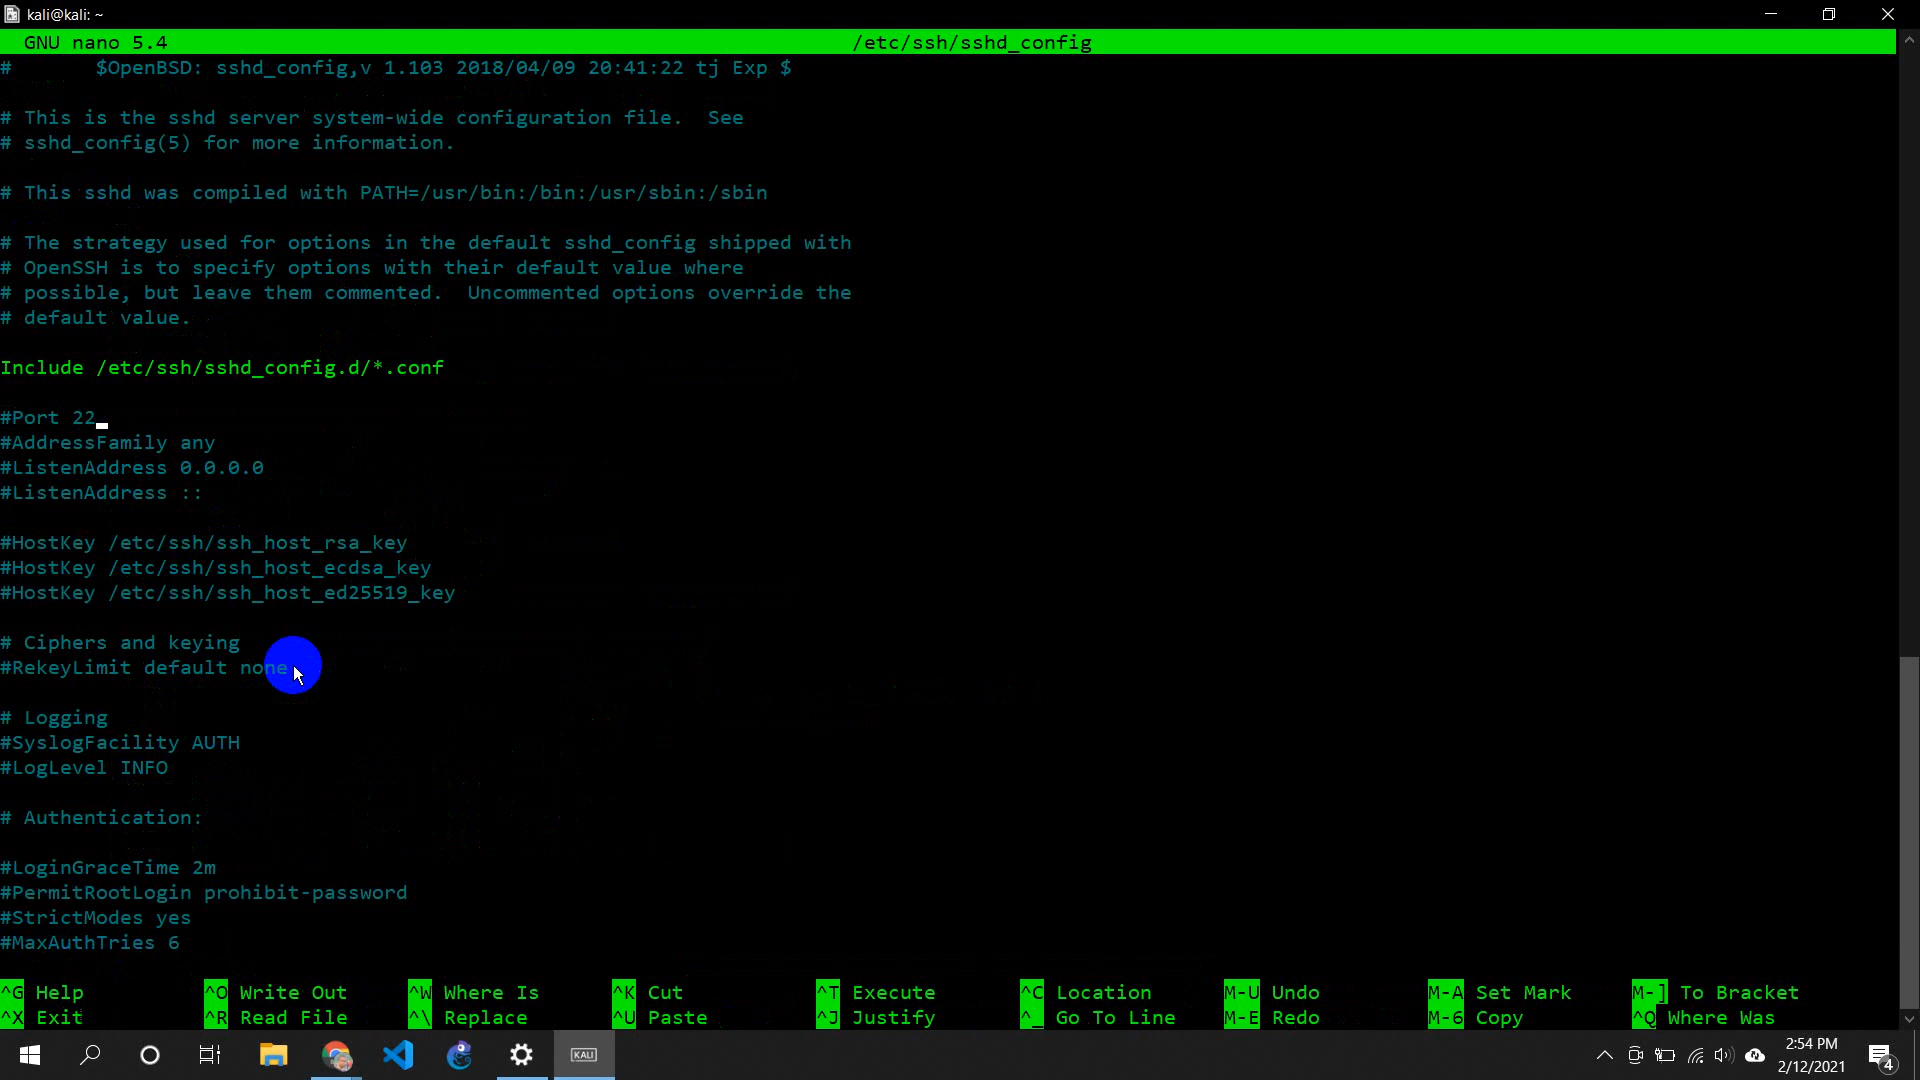 kali@kali: ~
GNU nano 5.4 /etc/ssh/sshd_config
# $OpenBSD: sshd_config,v 1.103 2018/04/09 20:41:22 tj Exp $
# This is the sshd server system-wide configuration file.  See
# sshd_config(5) for more information.
# This sshd was compiled with PATH=/usr/bin:/bin:/usr/sbin:/sbin
# The strategy used for options in the default sshd_config shipped with
# OpenSSH is to specify options with their default value where
# possible, but leave them commented.  Uncommented options override the
# default value.
Include /etc/ssh/sshd_config.d/*.conf
#Port 22
#AddressFamily any
#ListenAddress 0.0.0.0
#ListenAddress ::
#HostKey /etc/ssh/ssh_host_rsa_key
#HostKey /etc/ssh/ssh_host_ecdsa_key
#HostKey /etc/ssh/ssh_host_ed25519_key
# Ciphers and keying
#RekeyLimit default none
# Logging
#SyslogFacility AUTH
#LogLevel INFO
# Authentication:
#LoginGraceTime 2m
#PermitRootLogin prohibit-password
#StrictModes yes
#MaxAuthTries 6
^G Help ^O Write Out ^W Where Is ^K Cut ^T Execute ^C Location M-U Undo M-A Set Mark M-] To Bracket
^X Exit ^R Read File ^\ Replace ^U Paste ^J Justify ^_ Go To Line M-E Redo M-6 Copy ^Q Where Was
KALI
2:54 PM
2/12/2021
4